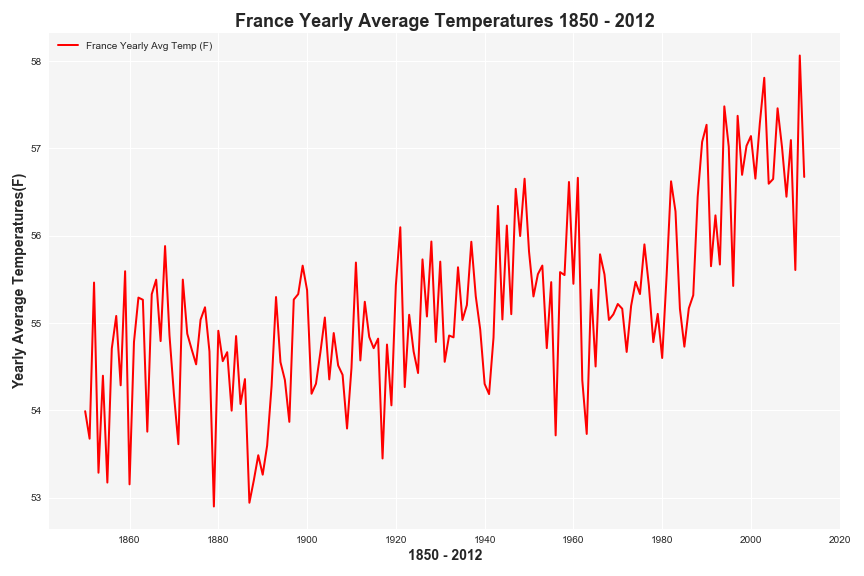 France Yearly Average Temperatures 1850 - 2012
France Yearly Avg Temp (F)
Yearly Average Temperatures(F)
58
57
56
55
54
53
1860 1880 1900 1920 1940 1960 1980 2000 2020
1850 - 2012